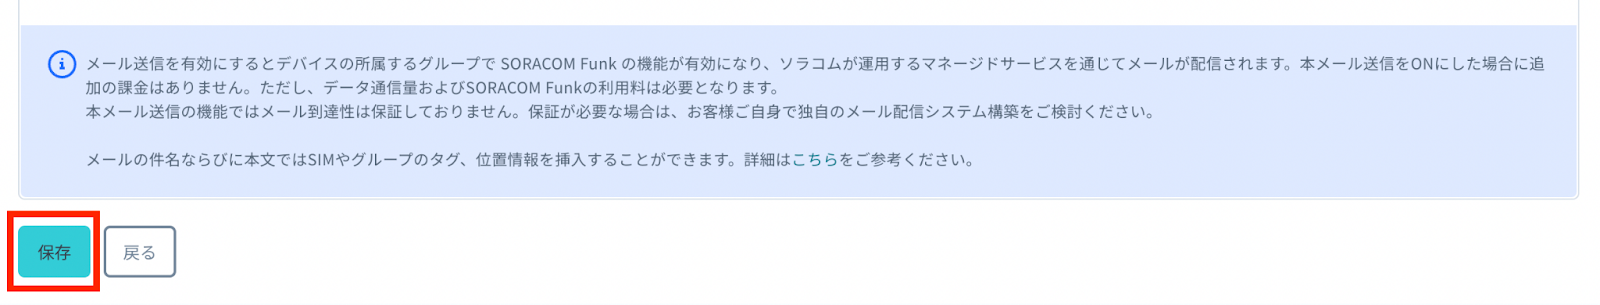 メール送信を有効にするとデバイスの所属するグループで SORACOM Funk の機能が有効になり、ソラコムが運用するマネージドサービスを通じてメールが配信されます。本メール送信をONにした場合に追
加の課金はありません。ただし、データ通信量およびSORACOM Funkの利用料は必要となります。
本メール送信の機能ではメール到達性は保証しておりません。保証が必要な場合は、お客様ご自身で独自のメール配信システム構築をご検討ください。
メールの件名ならびに本文ではSIMやグループのタグ、位置情報を挿入することができます。詳細はこちらをご参考ください。
保存
戻る